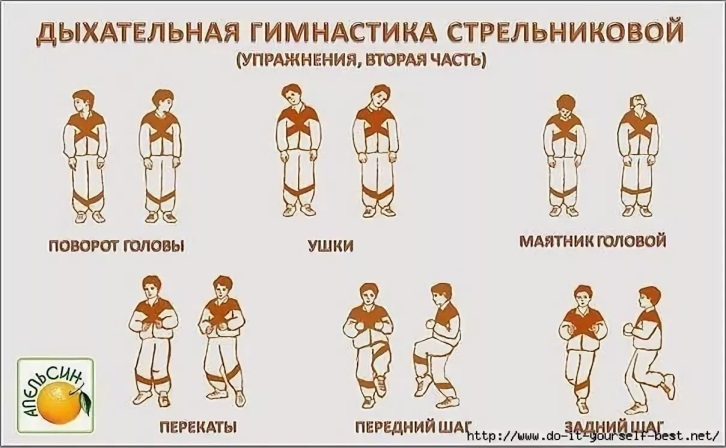 ДЫХАТЕЛЬНАЯ ГИМНАСТИКА СТРЕЛЬНИКОВОЙ
(УПРАЖНЕНИЯ, ВТОРАЯ ЧАСТЬ)
ПОВОРОТ ГОЛОВЫ
УШКИ
МАЯТНИК ГОЛОВОЙ
АПЕЛЬСИН
ПЕРЕКАТЫ
ПЕРЕДНИЙ ШАГ
ЗАДНИЙ ШАГ
http://www.do-it-yourself-best.net/